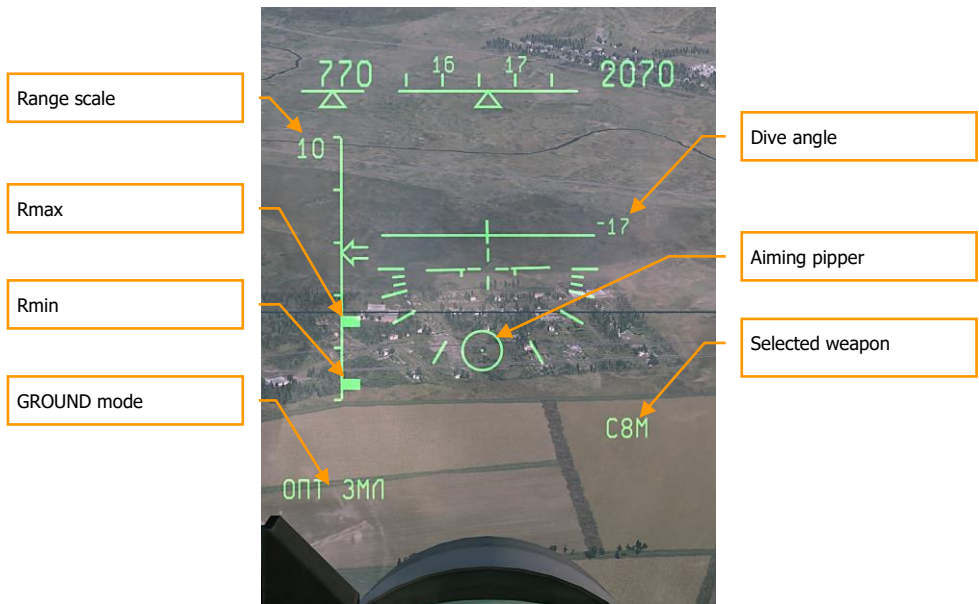 770
16 17
2070
Range scale
10
Dive angle
Rmax
-17
Aiming pipper
Rmin
Selected weapon
GROUND mode
С8М
ОПТ ЗМЛ